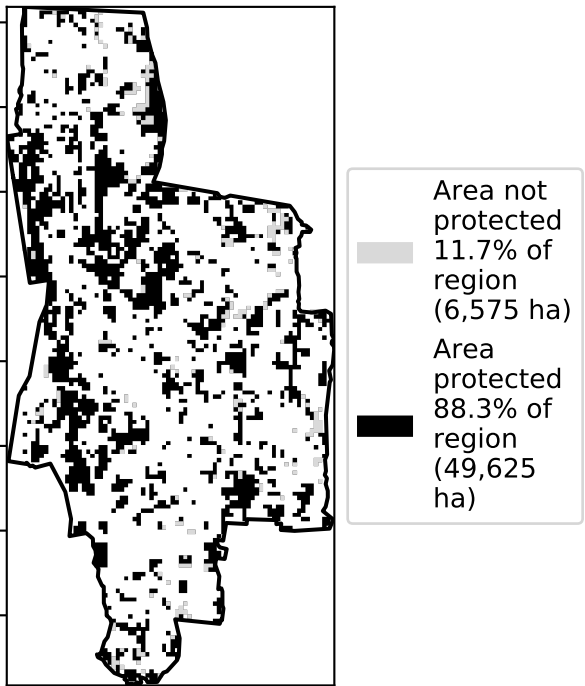 Area not
protected
11.7% of
region
(6,575 ha)
Area
protected
88.3% of
region
(49,625
ha)